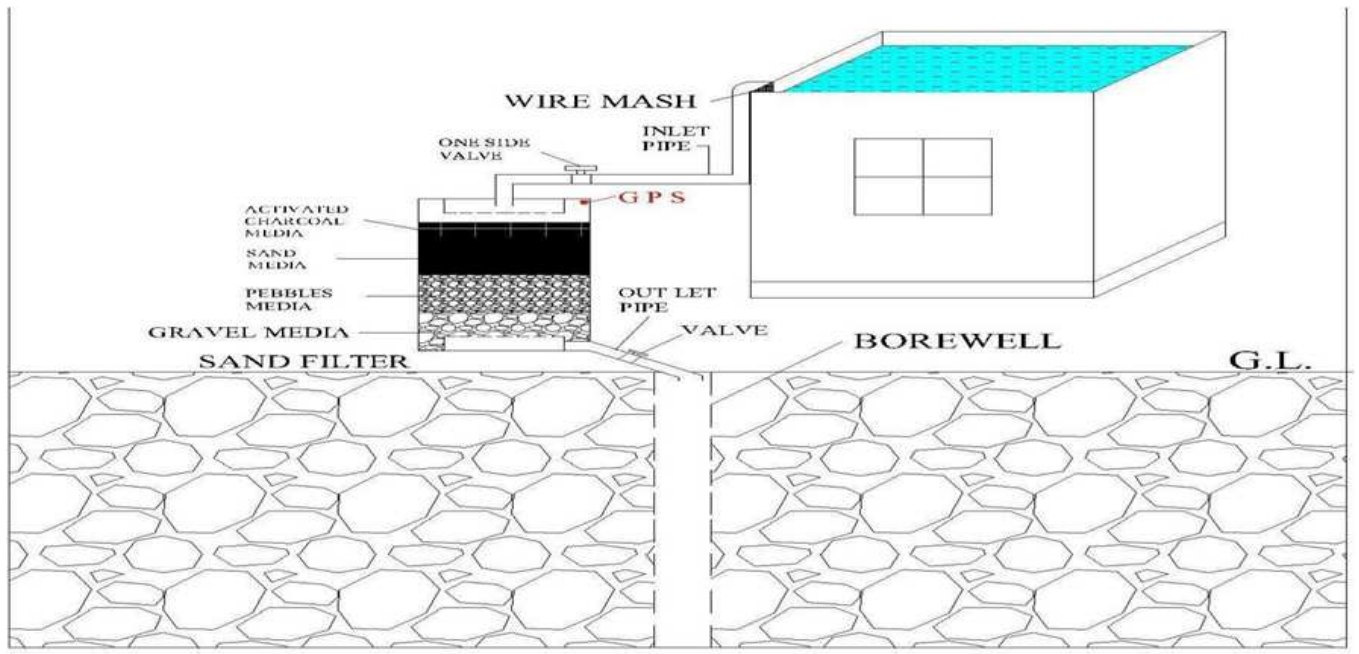 WIRE MASH
INLET
PIPE
ONE SIDE
VALVE
GPS
ACTIVATED
CHARCOAL
MEDIA
SAND
MEDIA
PEBBLES
MEDIA
OUT LET
PIPE
GRAVEL MEDIA
VALVE
BOREWELL
SAND FILTER
G.L.